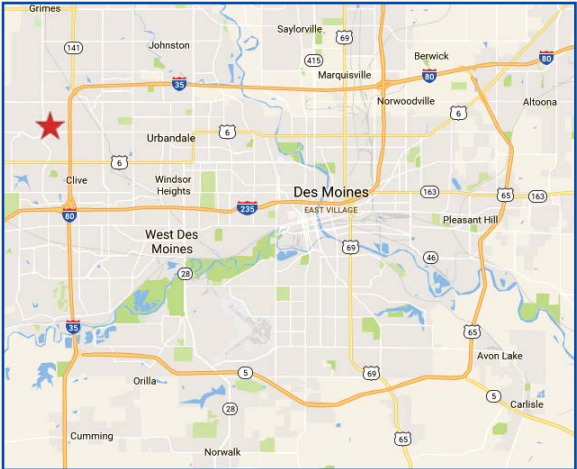 Grimes
Saylorville
69
141
Johnston
415
Berwick
80
Marquisville
80
35
Norwoodville
Altoona
6
Urbandale
6
6
Clive
Windsor
Heights
Des Moines
163
65
163
235
EAST VILLAGE
80
Pleasant Hill
West Des
Moines
69
46
28
35
65
Avon Lake
Orilla
5
69
5
Carlisle
28
Cumming
65
Norwalk